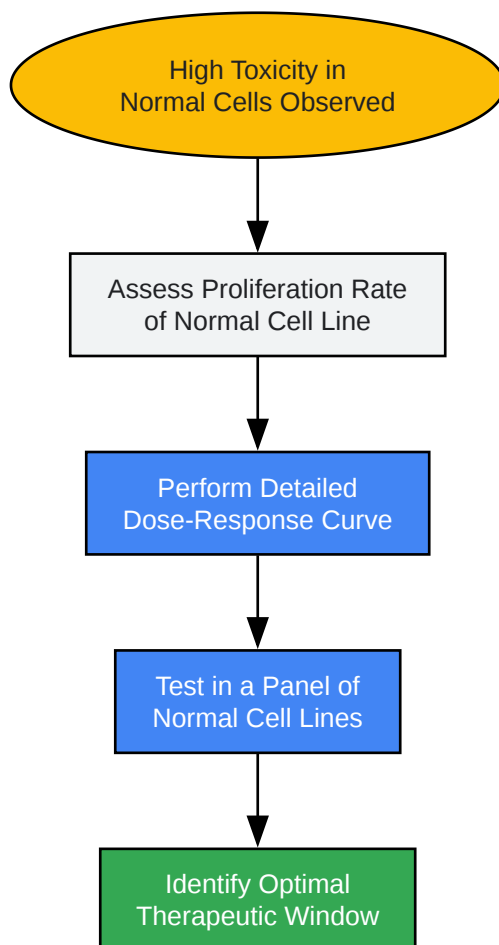 High Toxicity in
Normal Cells Observed
Assess Proliferation Rate
of Normal Cell Line
Perform Detailed
Dose-Response Curve
Test in a Panel of
Normal Cell Lines
Identify Optimal
Therapeutic Window